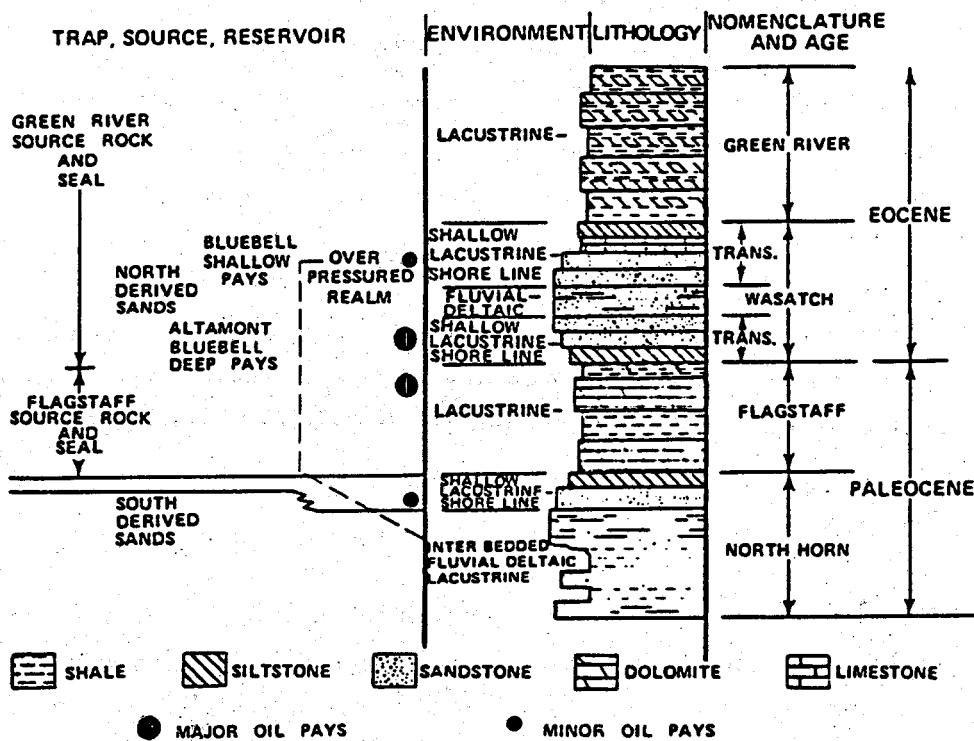 TRAP, SOURCE, RESERVOIR
ENVIRONMENT
LITHOLOGY
NOMENCLATURE
AND AGE
GREEN RIVER
SOURCE ROCK
AND
SEAL
BLUEBELL
SHALLOW
PAYS
OVER
PRESSURED
REALM
NORTH
DERIVED
SANDS
ALTAMONT
BLUEBELL
DEEP PAYS
FLAGSTAFF
SOURCE ROCK
AND
SEAL
SOUTH
DERIVED
SANDS
LACUSTRINE
SHALLOW
LACUSTRINE
SHORE LINE
FLUVIAL-
DELTAIC
SHALLOW
LACUSTRINE
SHORE LINE
LACUSTRINE
SHALLOW
LACUSTRINE
SHORE LINE
INTER BEDDED
FLUVIAL DELTAIC
LACUSTRINE
GREEN RIVER
TRANS.
WASATCH
TRANS.
FLAGSTAFF
NORTH HORN
EOCENE
PALEOCENE
SHALE
SILTSTONE
SANDSTONE
DOLOMITE
LIMESTONE
MAJOR OIL PAYS
MINOR OIL PAYS